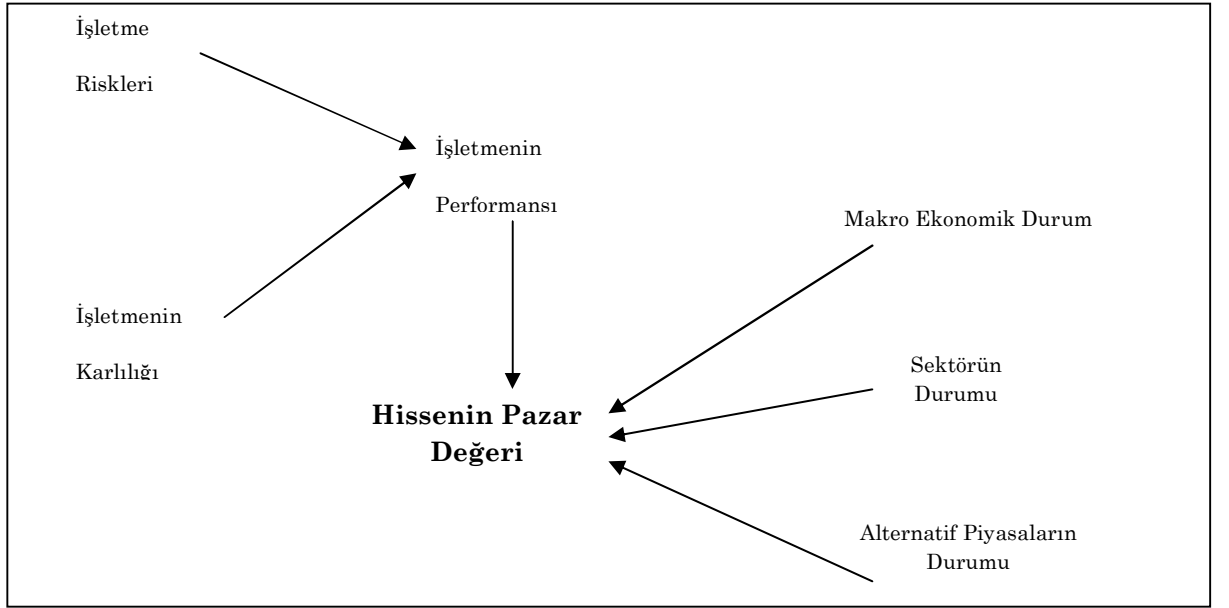 İşletme
Riskleri
İşletmenin
Performansı
Makro Ekonomik Durum
İşletmenin
Karlılığı
Sektörün
Durumu
Hissenin Pazar
Değeri
Alternatif Piyasaların
Durumu